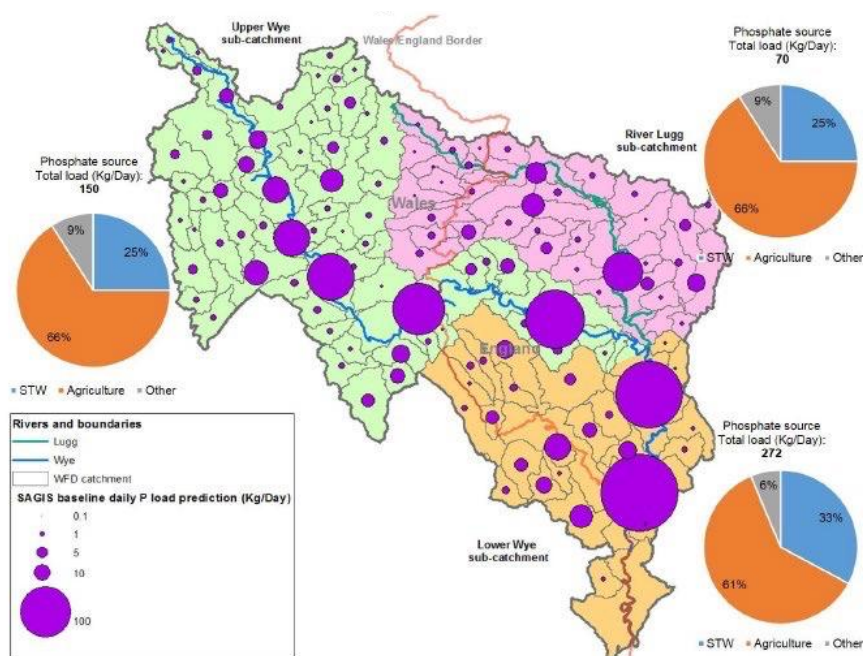 Upper Wye
sub-catchment
Wales/England Border
Phosphate source
Total load (Kg/Day):
70
9%
25%
66%
STW Agriculture Other
River Lugg
sub-catchment
Phosphate source
Total load (Kg/Day):
150
9%
25%
66%
STW Agriculture Other
Wales
England
Rivers and boundaries
Lugg
Wye
WFD catchment
SAGIS baseline daily P load prediction (Kg/Day)
0.1
1
5
10
100
Lower Wye
sub-catchment
Phosphate source
Total load (Kg/Day):
272
6%
33%
61%
STW Agriculture Other